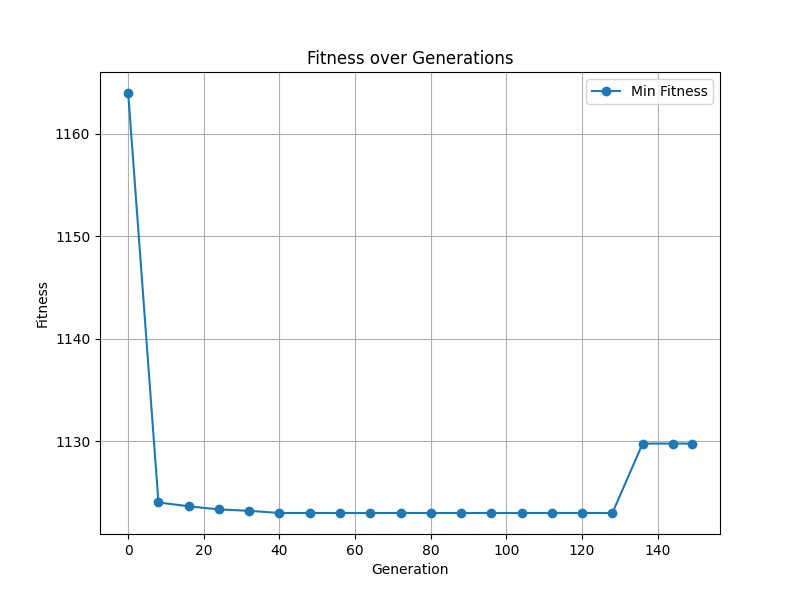 Fitness over Generations
Min Fitness
1160
1150
1140
1130
Fitness
0 20 40 60 80 100 120 140
Generation